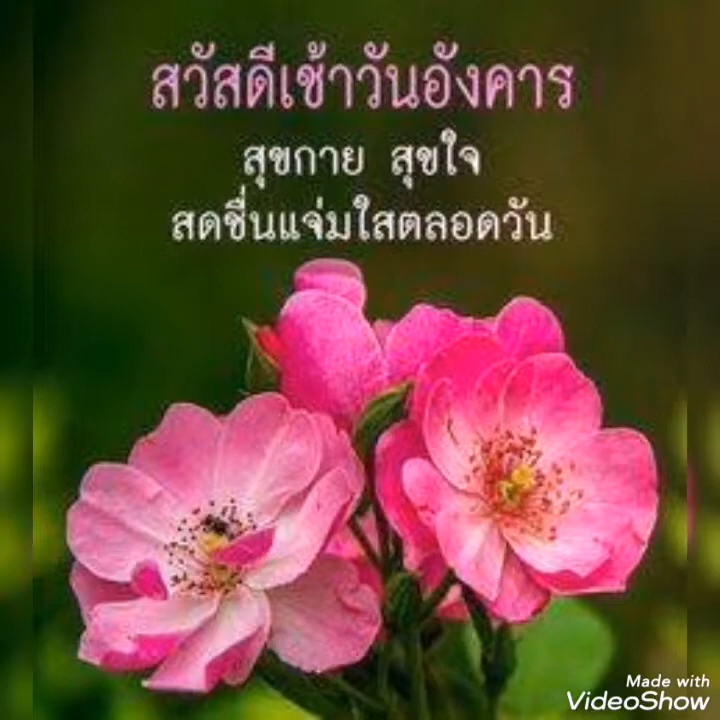 สวัสดีเช้าวันอังคาร
สุขกาย สุขใจ
สดชื่นแจ่มใสตลอดวัน
Made with
VideoShow